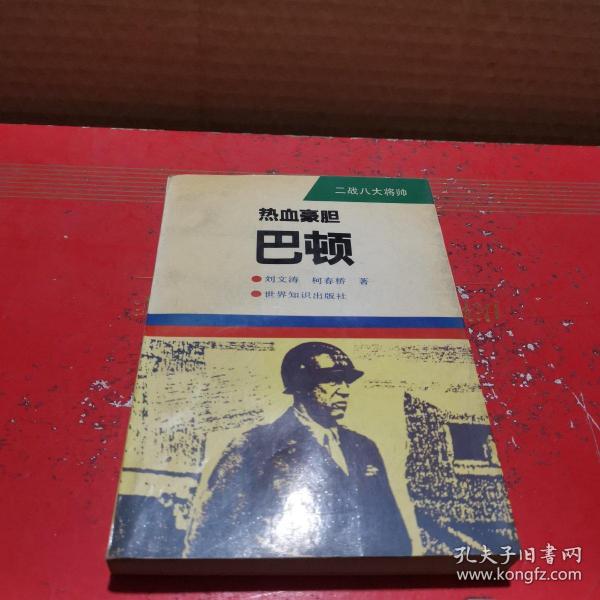 二战八大将帅
热血豪胆
巴顿
刘文涛 柯春桥 著
世界知识出版社
孔夫子旧书网
www.kongfz.com